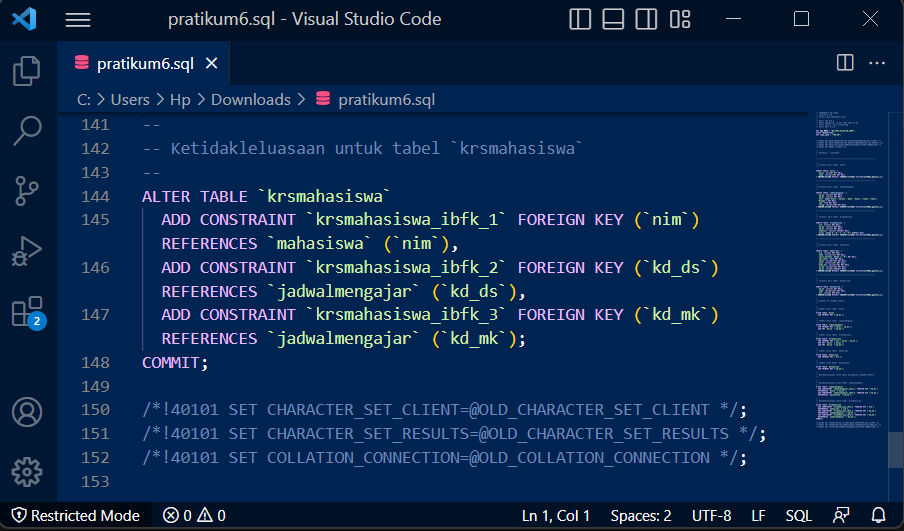 pratikum6.sql - Visual Studio Code
pratikum6.sql
C: > Users > Hp > Downloads > pratikum6.sql
141 --
142 -- Ketidakleluasaan untuk tabel `krsmahasiswa`
143 --
144 ALTER TABLE `krsmahasiswa`
145 ADD CONSTRAINT `krsmahasiswa_ibfk_1` FOREIGN KEY (`nim`)
REFERENCES `mahasiswa` (`nim`),
146 ADD CONSTRAINT `krsmahasiswa_ibfk_2` FOREIGN KEY (`kd_ds`)
REFERENCES `jadwalmengajar` (`kd_ds`),
147 ADD CONSTRAINT `krsmahasiswa_ibfk_3` FOREIGN KEY (`kd_mk`)
REFERENCES `jadwalmengajar` (`kd_mk`);
148 COMMIT;
149
150 /*!40101 SET CHARACTER_SET_CLIENT=@OLD_CHARACTER_SET_CLIENT */;
151 /*!40101 SET CHARACTER_SET_RESULTS=@OLD_CHARACTER_SET_RESULTS */;
152 /*!40101 SET COLLATION_CONNECTION=@OLD_COLLATION_CONNECTION */;
153
2
Restricted Mode 0 0 Ln 1, Col 1 Spaces: 2 UTF-8 LF SQL